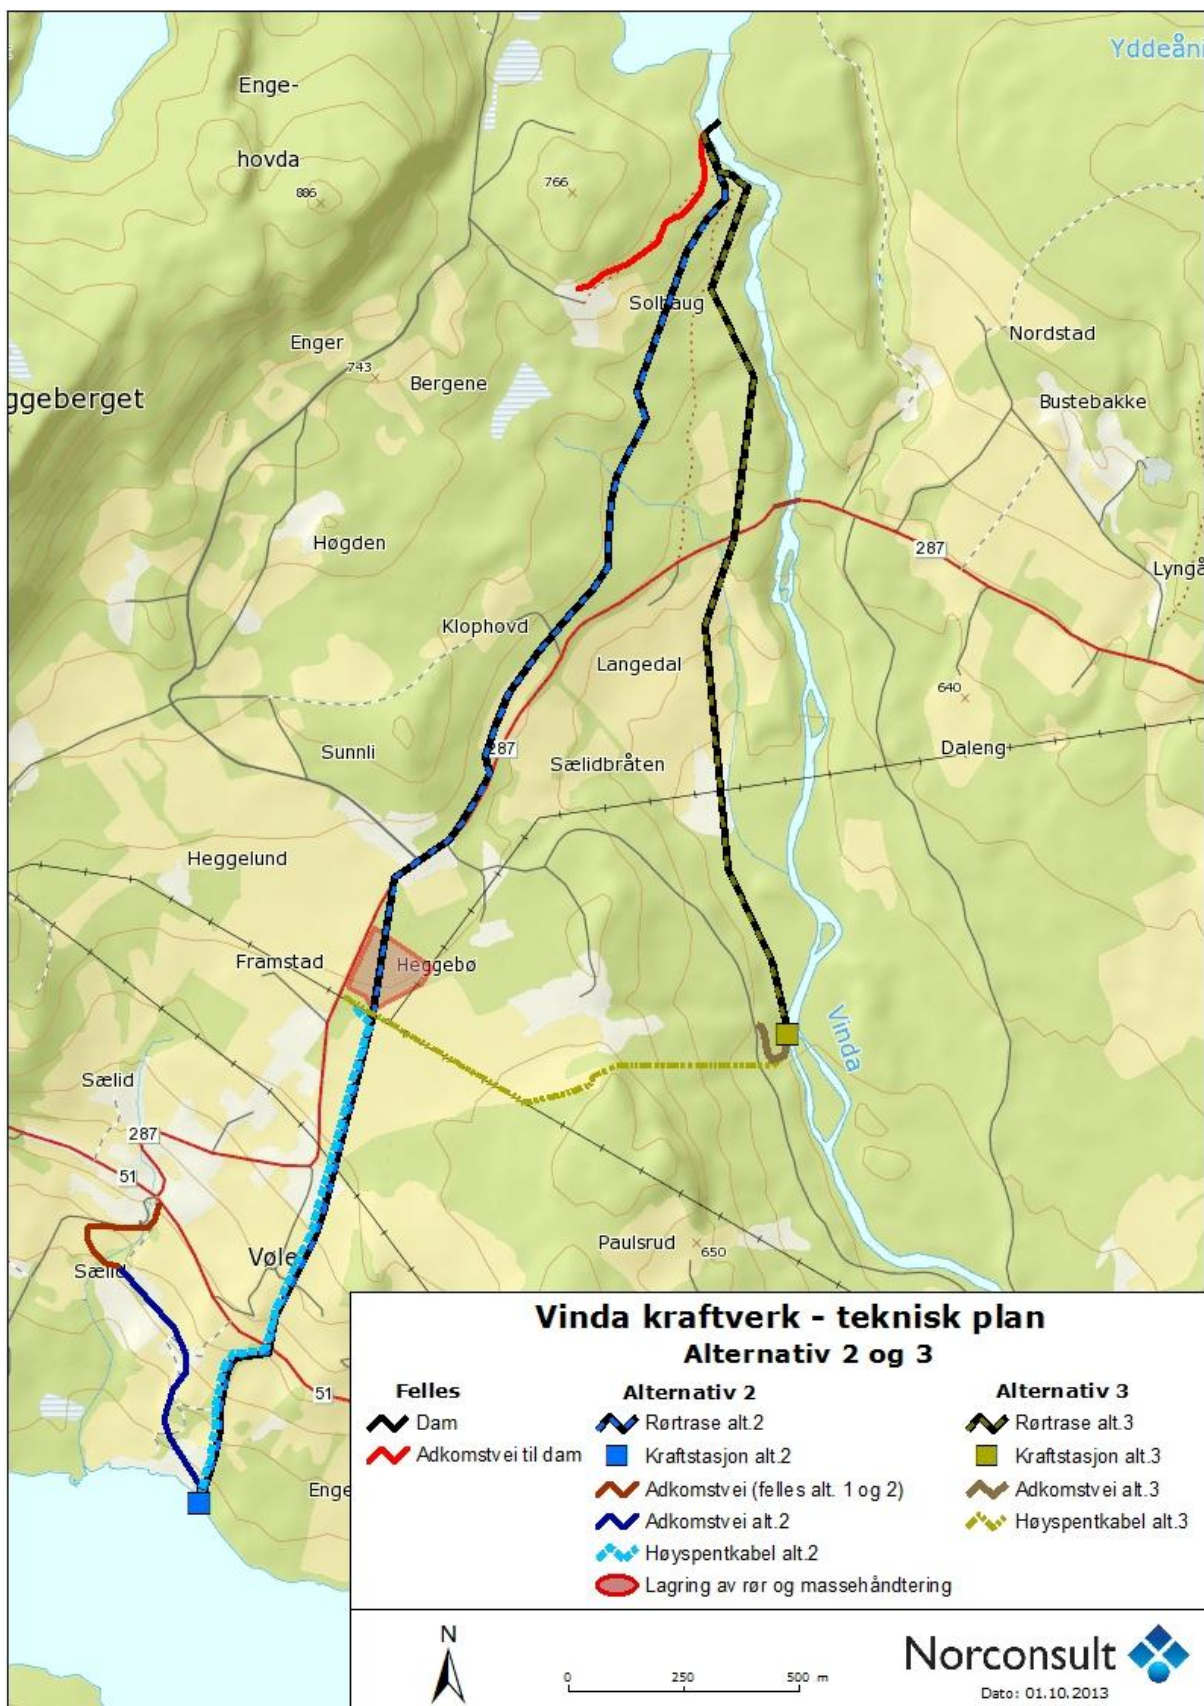 Yddeåni
Enge-
hovda
886
766
Solbaug
Nordstad
Enger
743
Bergene
ggeberget
Bustebakke
Høgden
287
Lyngå
Klophovd
Langedal
640
Sunnli
287
Sælidbråten
Daleng
Heggelund
Framstad
Heggebø
Vinda
Sælid
287
51
Paulsrud
650
Vøle
Sælid
51
Enge
Vinda kraftverk - teknisk plan
Alternativ 2 og 3
Felles
Dam
Adkomstvei til dam
Alternativ 2
Rørtrase alt.2
Kraftstasjon alt.2
Adkomstvei (felles alt. 1 og 2)
Adkomstvei alt.2
Høyspentkabel alt.2
Lagring av rør og massehåndtering
Alternativ 3
Rørtrase alt.3
Kraftstasjon alt.3
Adkomstvei alt.3
Høyspentkabel alt.3
N
0 250 500 m
Norconsult
Dato: 01.10.2013